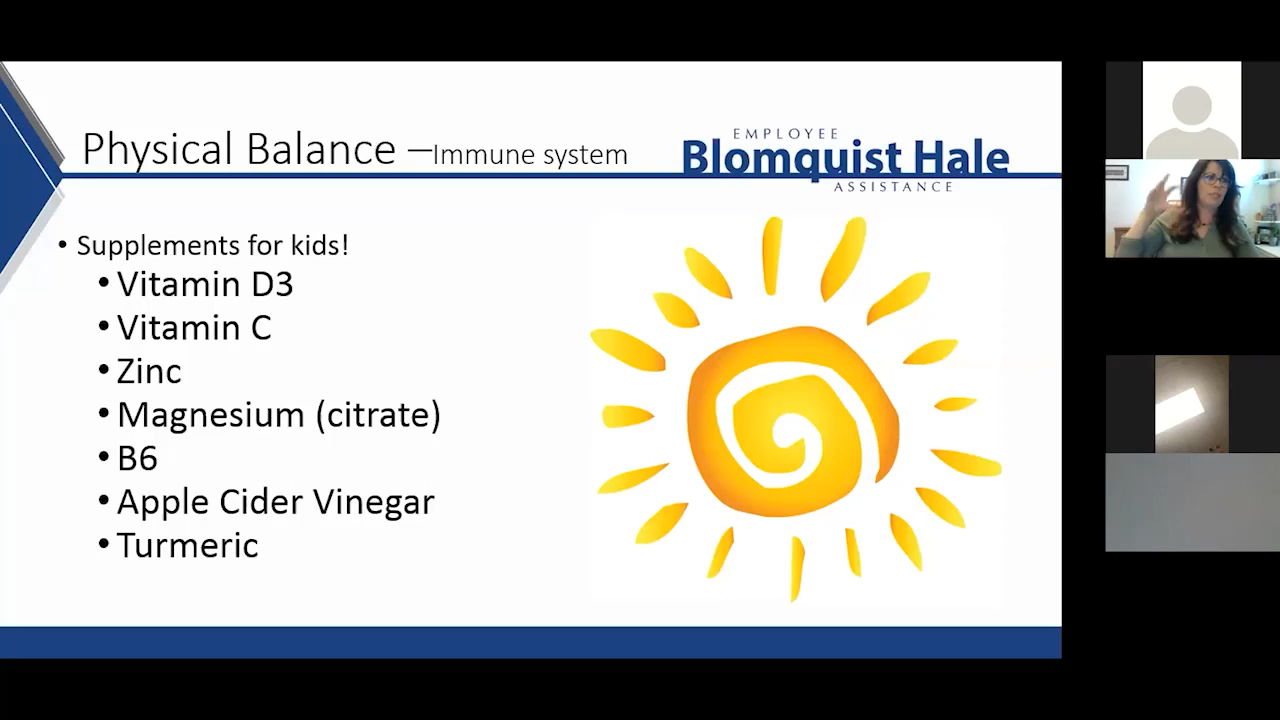 Physical Balance –Immune system
EMPLOYEE
Blomquist Hale
ASSISTANCE
• Supplements for kids!
• Vitamin D3
• Vitamin C
• Zinc
• Magnesium (citrate)
• B6
• Apple Cider Vinegar
• Turmeric